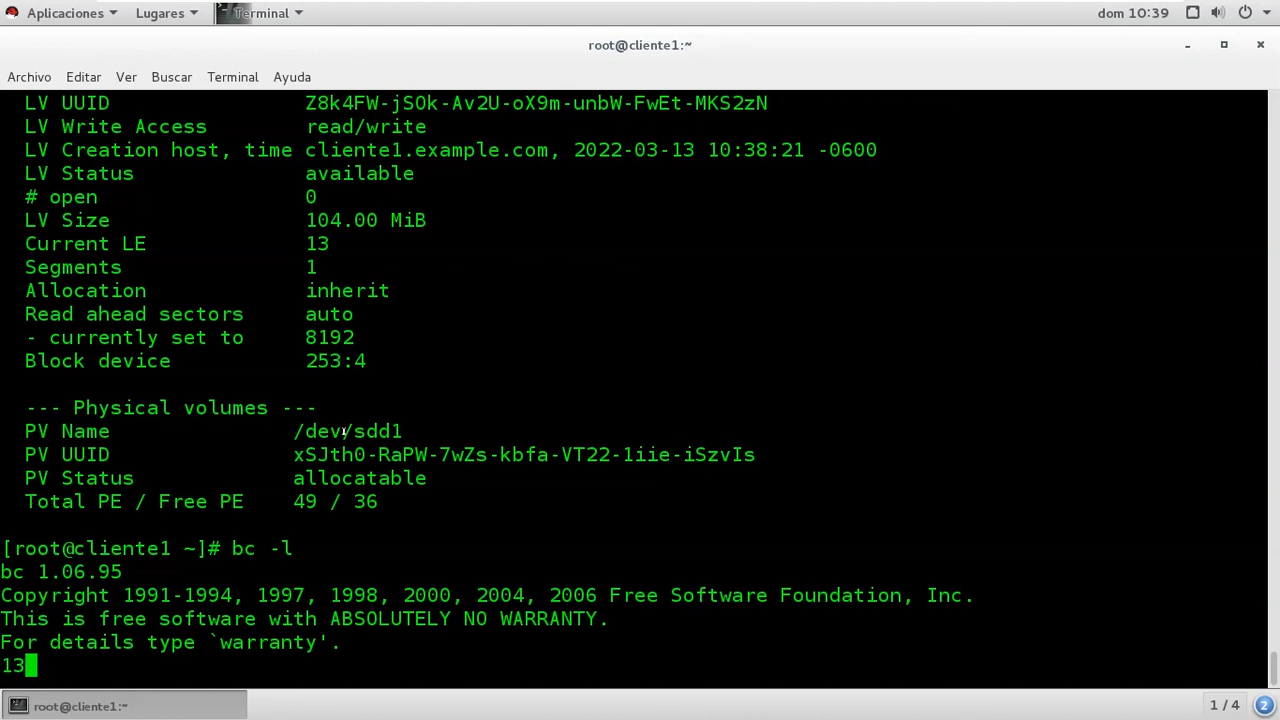 Aplicaciones Lugares Terminal dom 10:39
root@cliente1:~
Archivo Editar Ver Buscar Terminal Ayuda
LV UUID Z8k4FW-jSOk-Av2U-oX9m-unbW-FwEt-MKS2zN
LV Write Access read/write
LV Creation host, time cliente1.example.com, 2022-03-13 10:38:21 -0600
LV Status available
# open 0
LV Size 104.00 MiB
Current LE 13
Segments 1
Allocation inherit
Read ahead sectors auto
- currently set to 8192
Block device 253:4
--- Physical volumes ---
PV Name /dev/sdd1
PV UUID xSJth0-RaPW-7wZs-kbfa-VT22-1iie-iSzvIs
PV Status allocatable
Total PE / Free PE 49 / 36
[root@cliente1 ~]# bc -l
bc 1.06.95
Copyright 1991-1994, 1997, 1998, 2000, 2004, 2006 Free Software Foundation, Inc.
This is free software with ABSOLUTELY NO WARRANTY.
For details type `warranty'.
13
root@cliente1:~ 1 / 4 2